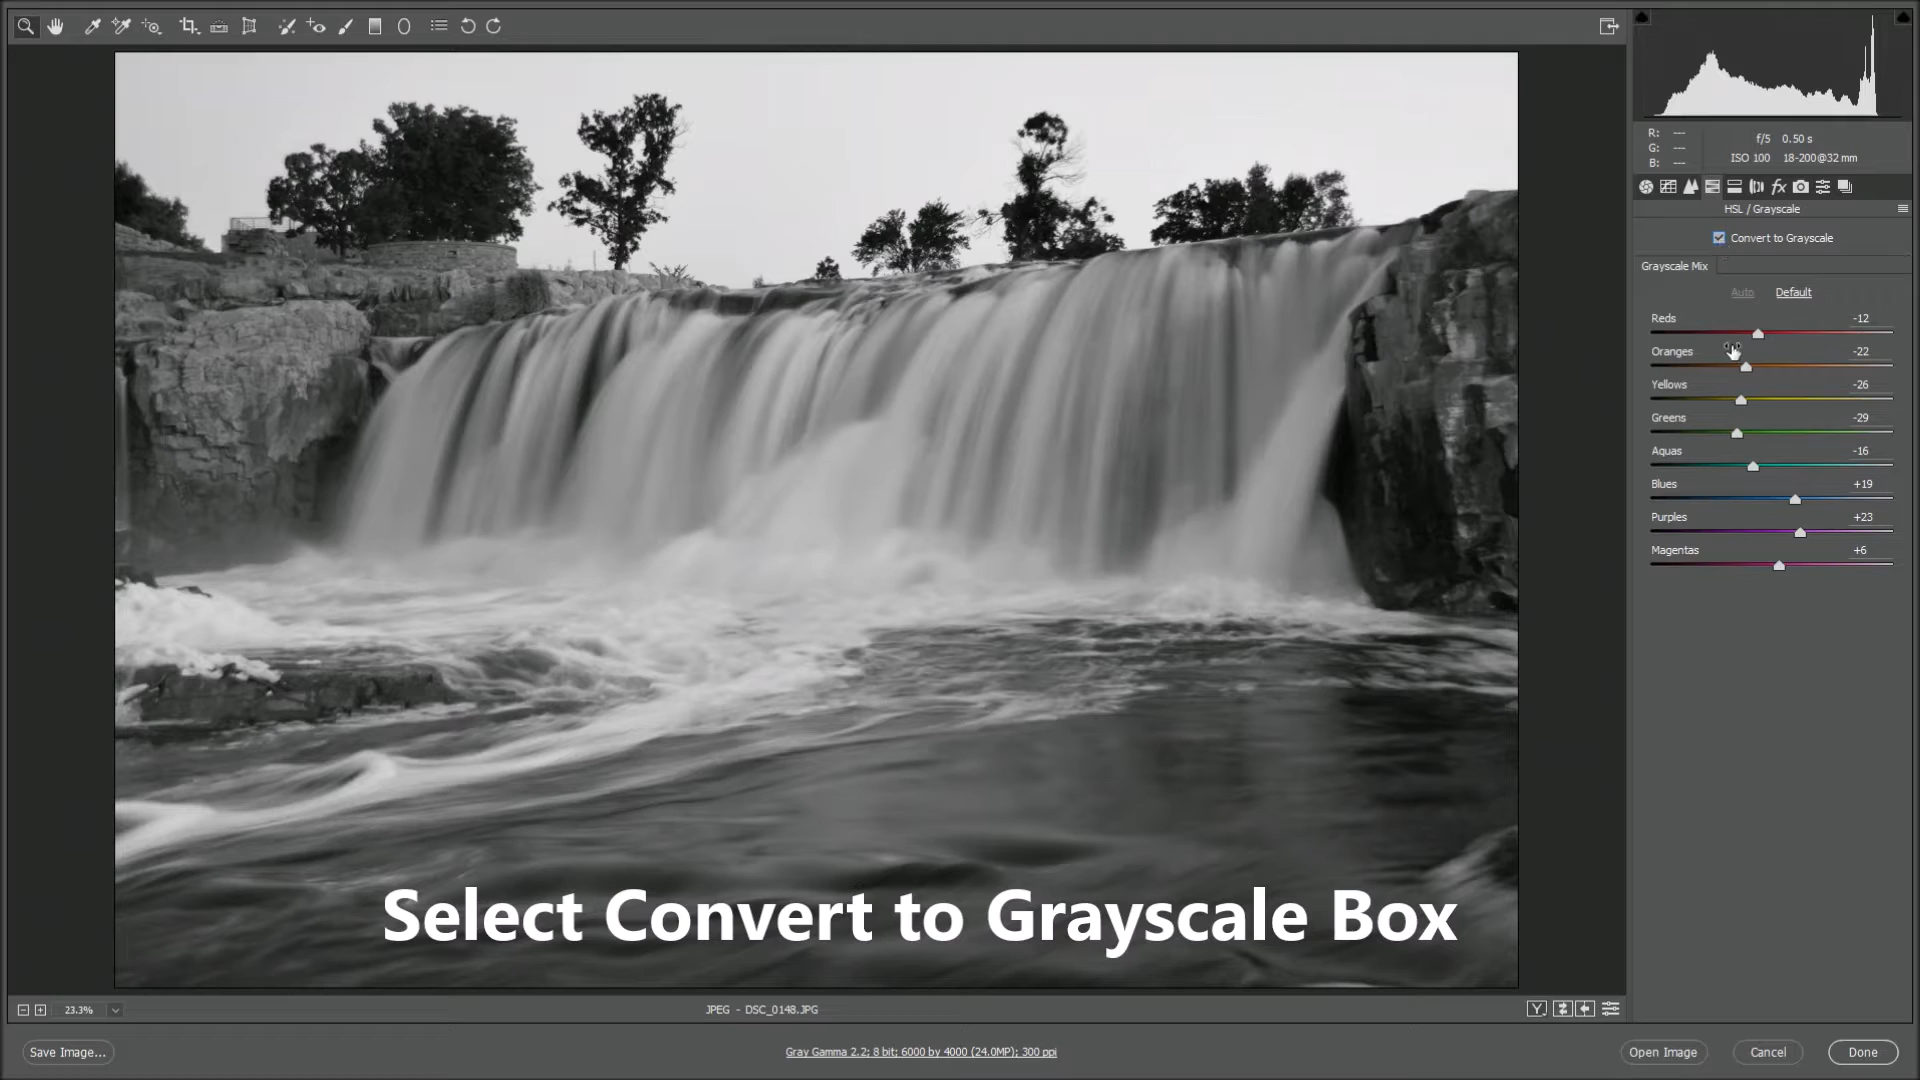 R: ---
G: ---
B: ---
f/5 0.50 s
ISO 100 18-200@32 mm
fx
HSL / Grayscale
Convert to Grayscale
Grayscale Mix
Auto Default
Reds -12
Oranges -22
Yellows -26
Greens -29
Aquas -16
Blues +19
Purples +23
Magentas +6
Select Convert to Grayscale Box
23.3%
JPEG - DSC_0148.JPG
Y
Save Image...
Gray Gamma 2.2; 8 bit; 6000 by 4000 (24.0MP); 300 ppi
Open Image
Cancel
Done